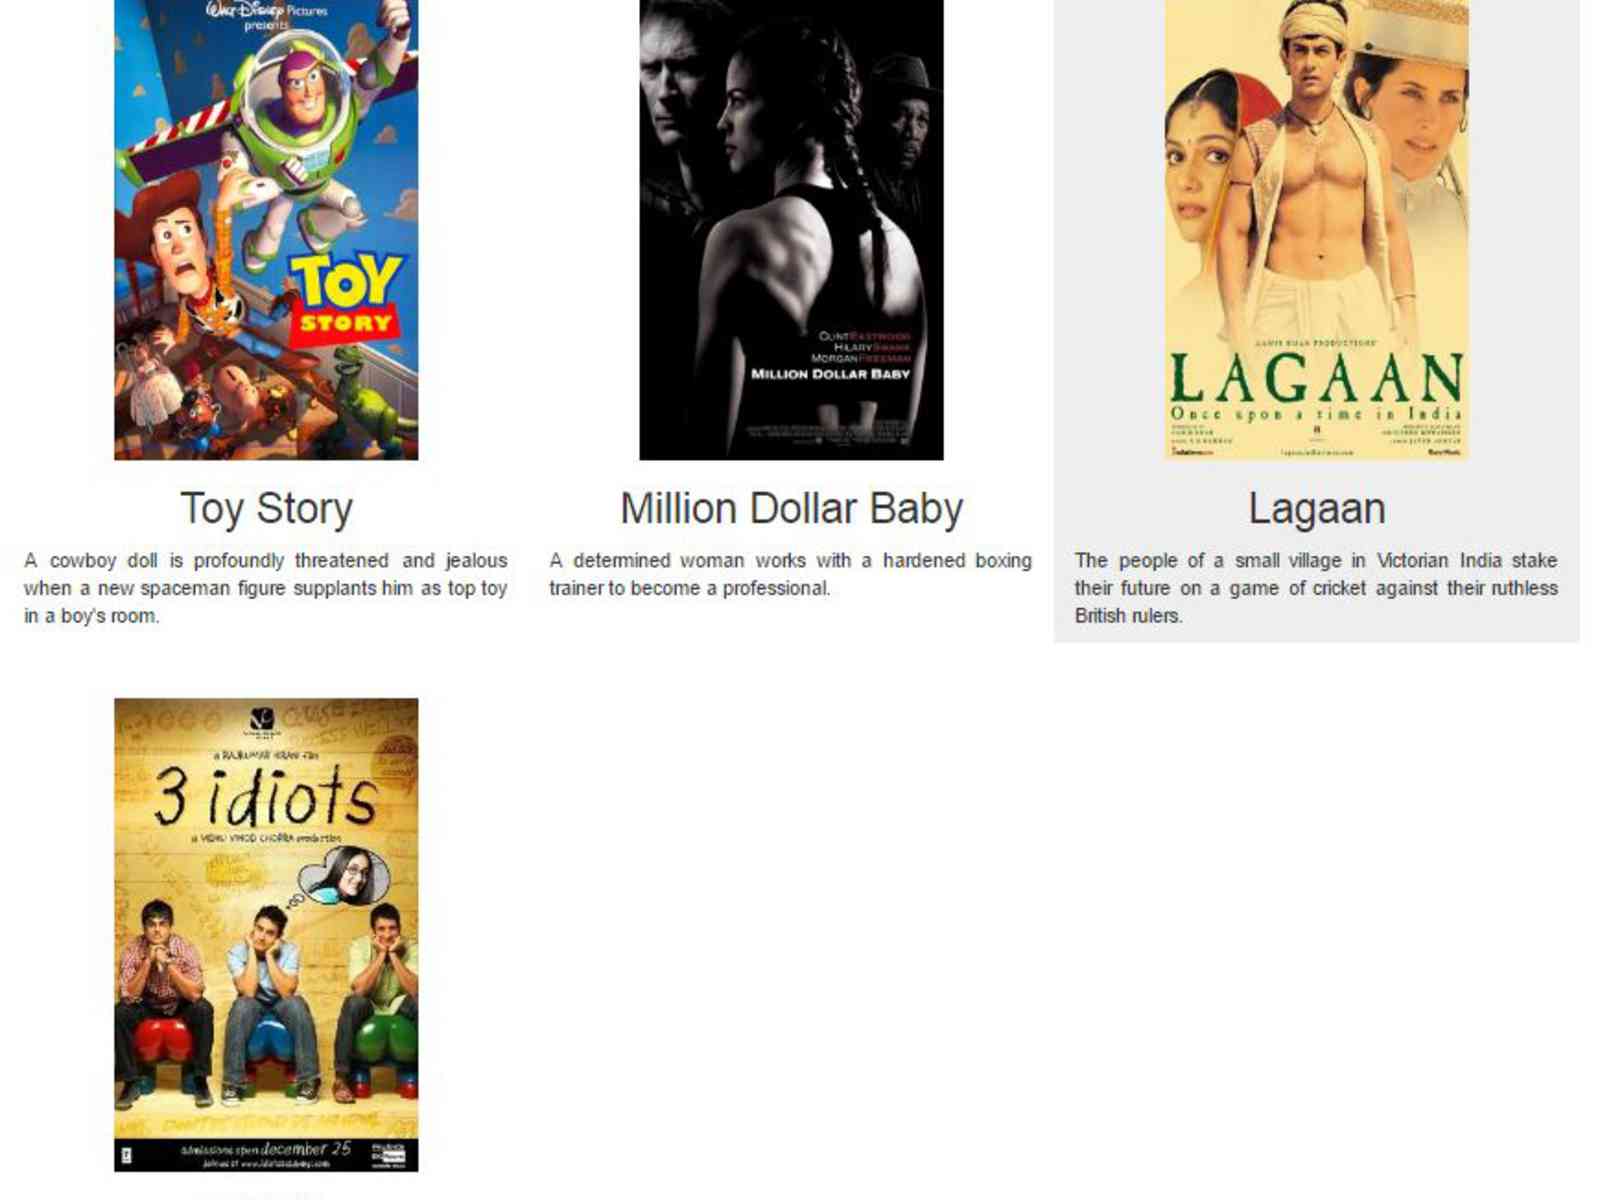 Walt Disney Pictures
presents
TOY
STORY
CLINT EASTWOOD
HILARY SWANK
MORGAN FREEMAN
MILLION DOLLAR BABY
AAMIR KHAN PRODUCTIONS'
LAGAAN
Once upon a time in India
Toy Story
Million Dollar Baby
Lagaan
A cowboy doll is profoundly threatened and jealous
when a new spaceman figure supplants him as top toy
in a boy's room.
A determined woman works with a hardened boxing
trainer to become a professional.
The people of a small village in Victorian India stake
their future on a game of cricket against their ruthless
British rulers.
a RAJKUMAR HIRANI film
3 idiots
a VIDHU VINOD CHOPRA production
admissions open december 25